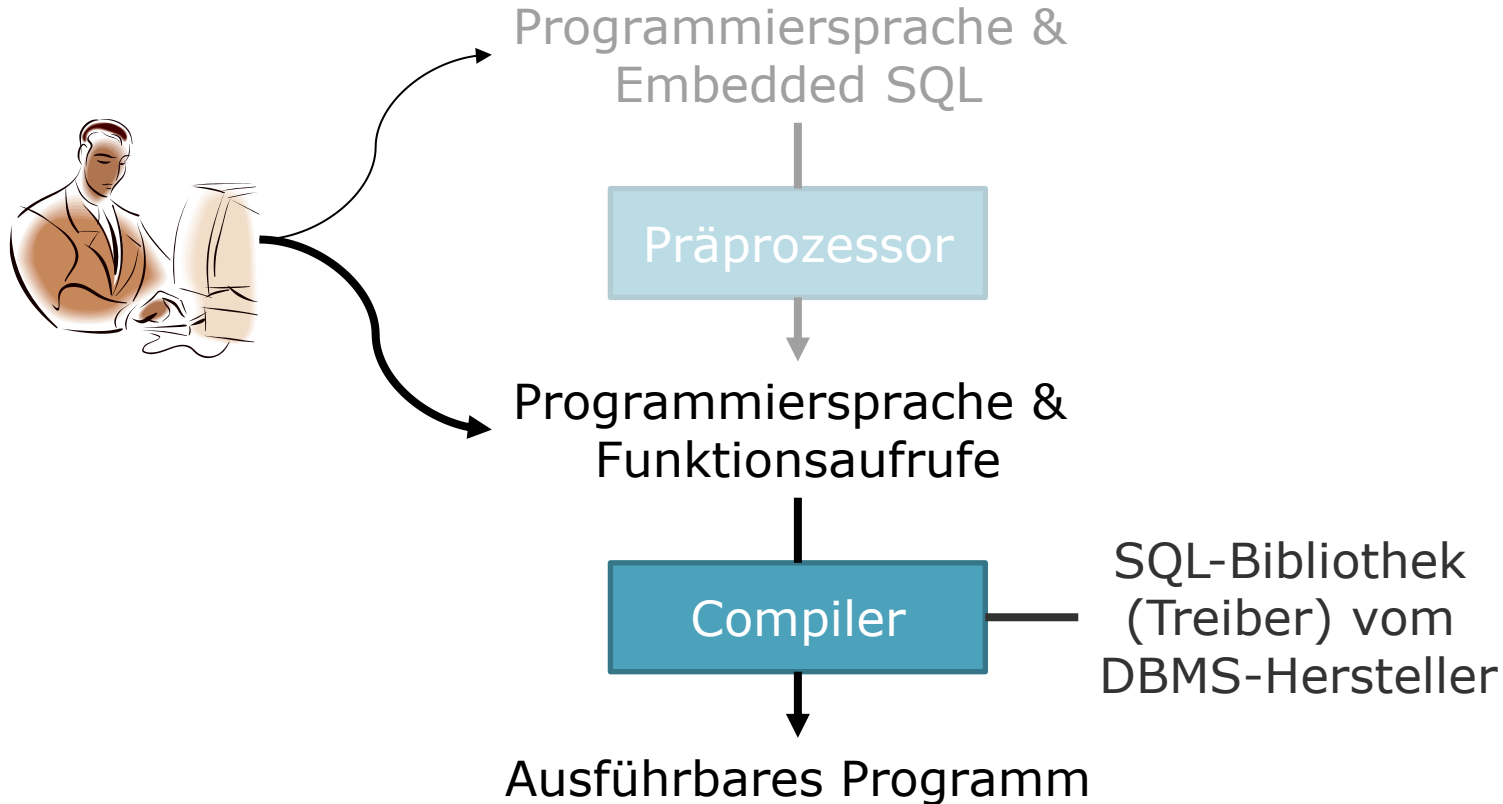 Programmiersprache &
Embedded SQL
Präprozessor
Programmiersprache &
Funktionsaufrufe
Compiler
SQL-Bibliothek
(Treiber) vom
DBMS-Hersteller
Ausführbares Programm